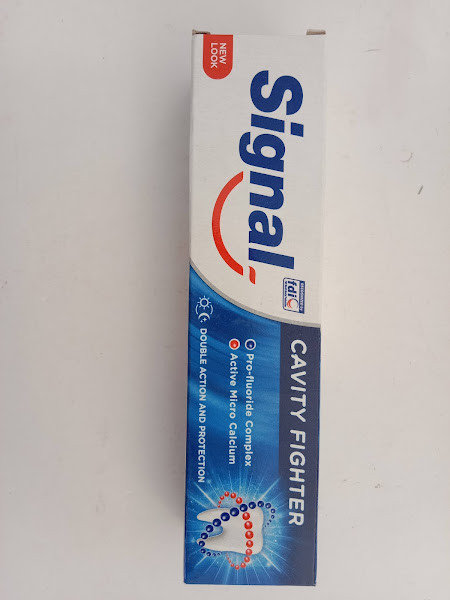 NEW
LOOK
Signal
fdi
CAVITY FIGHTER
Pro-fluoride Complex
Active Micro Calcium
DOUBLE ACTION AND PROTECTION